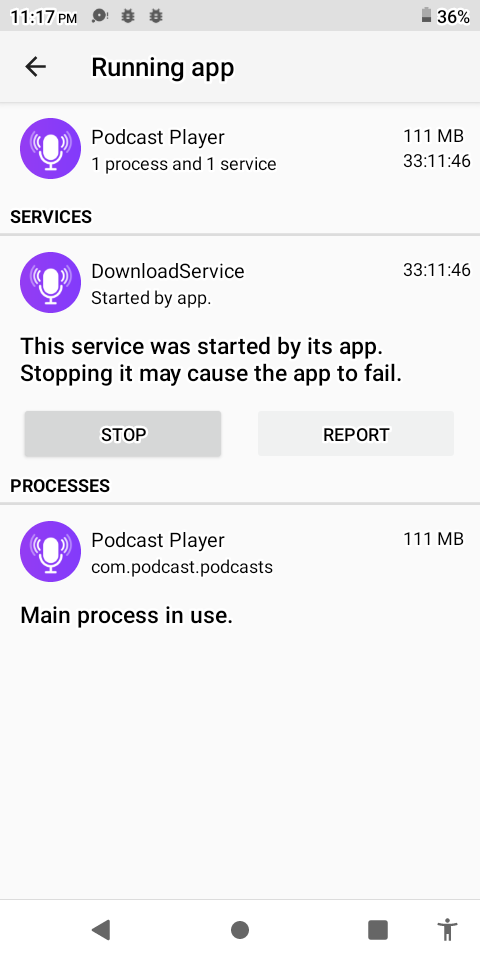 11:17 PM
36%
Running app
Podcast Player
111 MB
1 process and 1 service
33:11:46
SERVICES
DownloadService
33:11:46
Started by app.
This service was started by its app.
Stopping it may cause the app to fail.
STOP
REPORT
PROCESSES
Podcast Player
111 MB
com.podcast.podcasts
Main process in use.